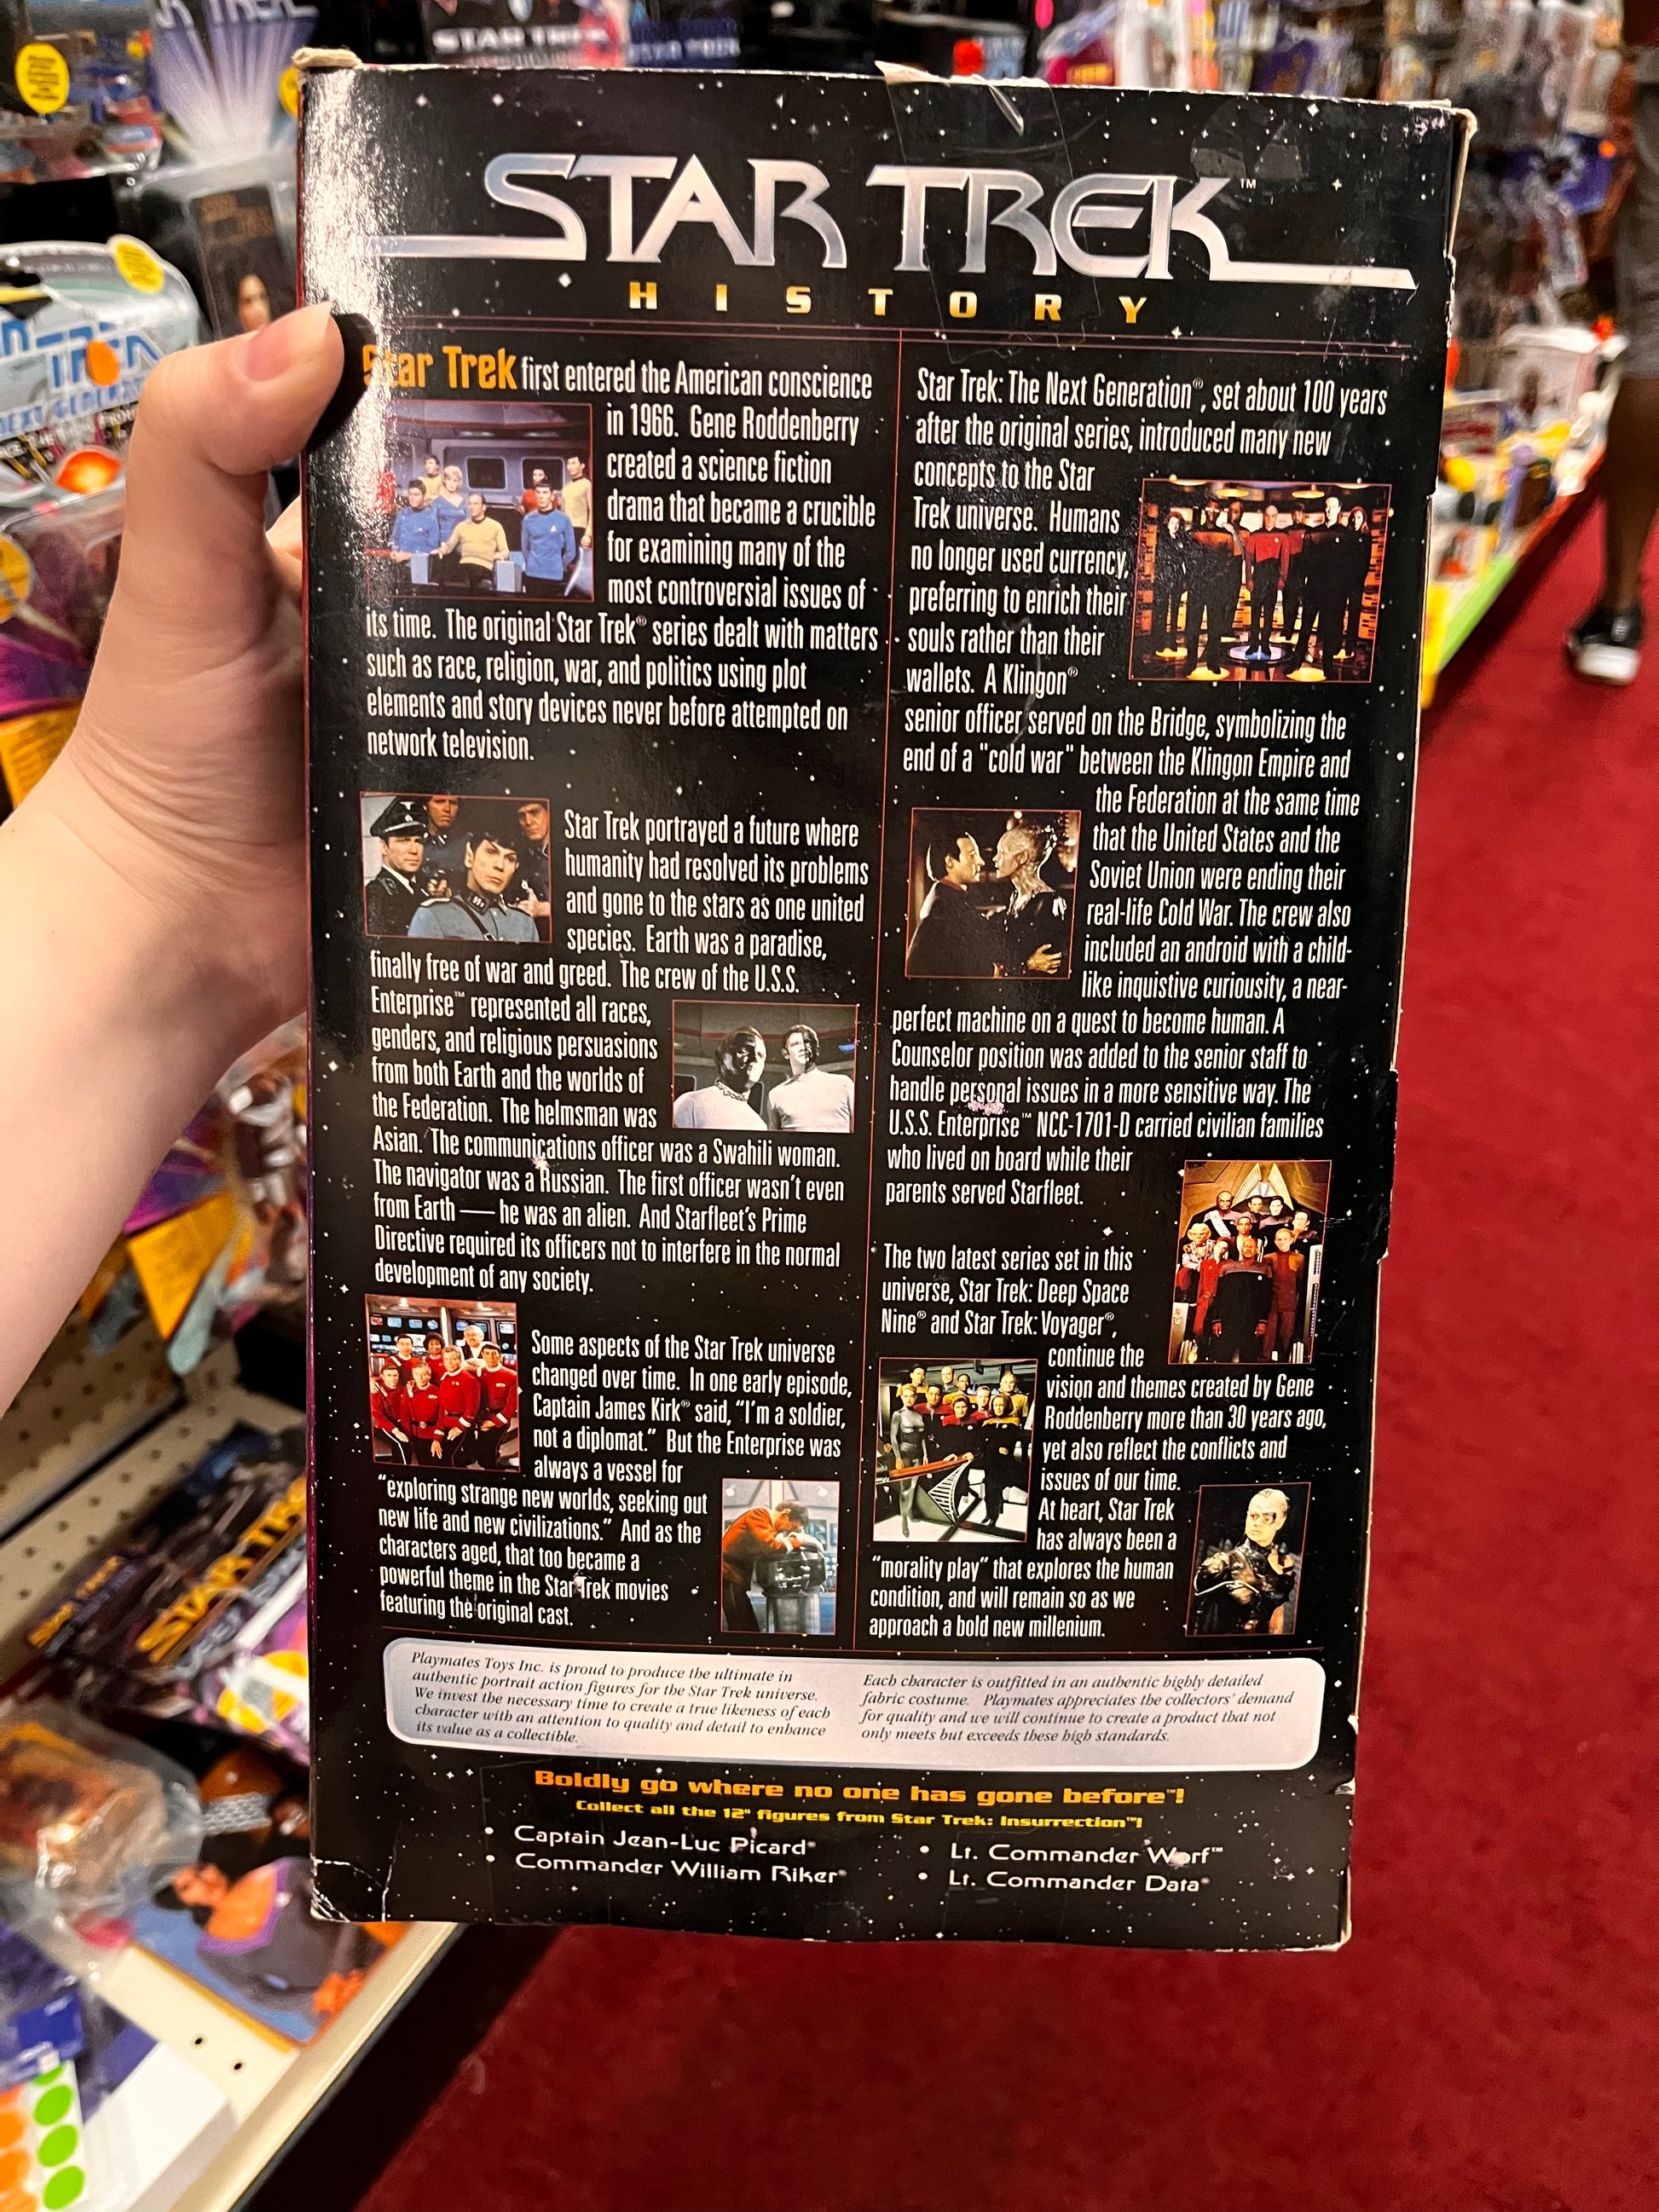 STAR TREK
STAR TREK™
HISTORY
Star Trek first entered the American conscience
in 1966. Gene Roddenberry
created a science fiction
drama that became a crucible
for examining many of the
most controversial issues of
its time. The original Star Trek® series dealt with matters
such as race, religion, war, and politics using plot
elements and story devices never before attempted on
network television.
Star Trek portrayed a future where
humanity had resolved its problems
and gone to the stars as one united
species. Earth was a paradise,
finally free of war and greed. The crew of the U.S.S.
Enterprise™ represented all races,
genders, and religious persuasions
from both Earth and the worlds of
the Federation. The helmsman was
Asian. The communications officer was a Swahili woman.
The navigator was a Russian. The first officer wasn't even
from Earth — he was an alien. And Starfleet's Prime
Directive required its officers not to interfere in the normal
development of any society.
Some aspects of the Star Trek universe
changed over time. In one early episode,
Captain James Kirk® said, "I'm a soldier,
not a diplomat." But the Enterprise was
always a vessel for
"exploring strange new worlds, seeking out
new life and new civilizations." And as the
characters aged, that too became a
powerful theme in the Star Trek movies
featuring the original cast.
Star Trek: The Next Generation®, set about 100 years
after the original series, introduced many new
concepts to the Star
Trek universe. Humans
no longer used currency,
preferring to enrich their
souls rather than their
wallets. A Klingon®
senior officer served on the Bridge, symbolizing the
end of a "cold war" between the Klingon Empire and
the Federation at the same time
that the United States and the
Soviet Union were ending their
real-life Cold War. The crew also
included an android with a child-
like inquistive curiousity, a near-
perfect machine on a quest to become human. A
Counselor position was added to the senior staff to
handle personal issues in a more sensitive way. The
U.S.S. Enterprise™ NCC-1701-D carried civilian families
who lived on board while their
parents served Starfleet.
The two latest series set in this
universe, Star Trek: Deep Space
Nine® and Star Trek: Voyager®,
continue the
vision and themes created by Gene
Roddenberry more than 30 years ago,
yet also reflect the conflicts and
issues of our time.
At heart, Star Trek
has always been a
"morality play" that explores the human
condition, and will remain so as we
approach a bold new millenium.
Playmates Toys Inc. is proud to produce the ultimate in
authentic portrait action figures for the Star Trek universe.
We invest the necessary time to create a true likeness of each
character with an attention to quality and detail to enhance
its value as a collectible.
Each character is outfitted in an authentic highly detailed
fabric costume. Playmates appreciates the collectors' demand
for quality and we will continue to create a product that not
only meets but exceeds these high standards.
Boldly go where no one has gone before™!
Collect all the 12" figures from Star Trek: Insurrection™!
• Captain Jean-Luc Picard®
• Commander William Riker®
• Lt. Commander Worf™
• Lt. Commander Data®